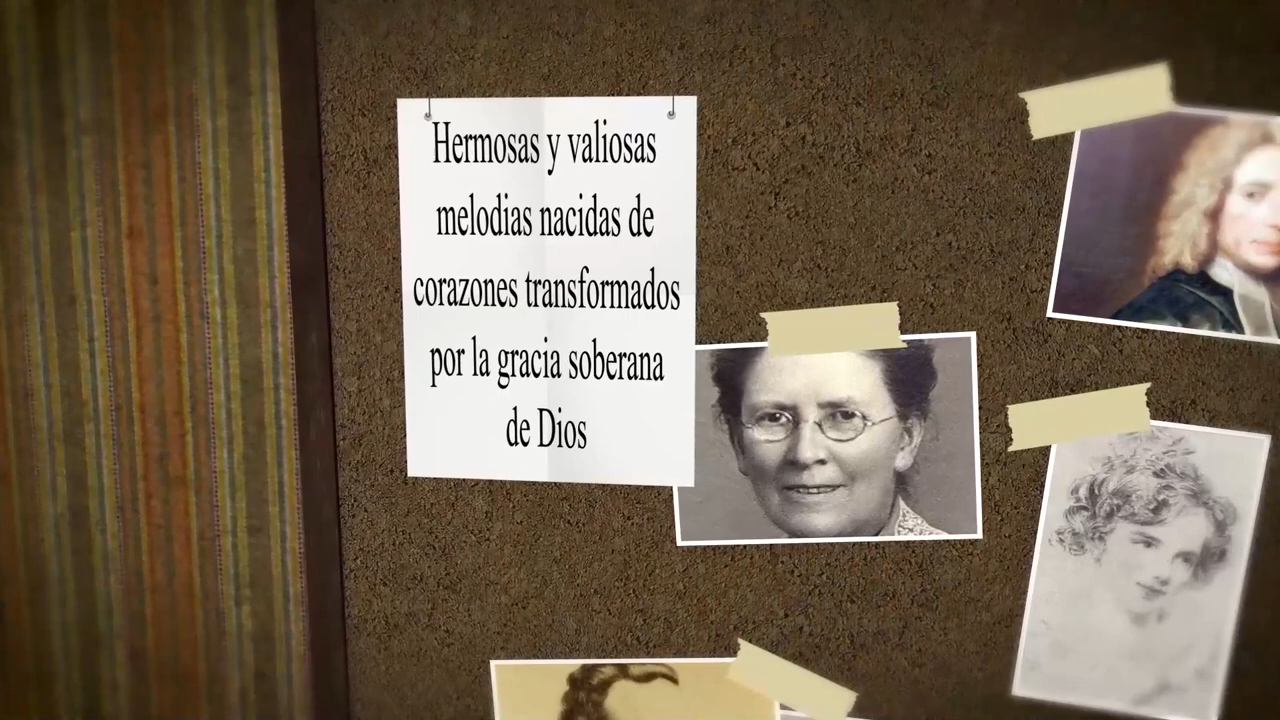 Hermosas y valiosas
melodias nacidas de
corazones transformados
por la gracia soberana
de Dios